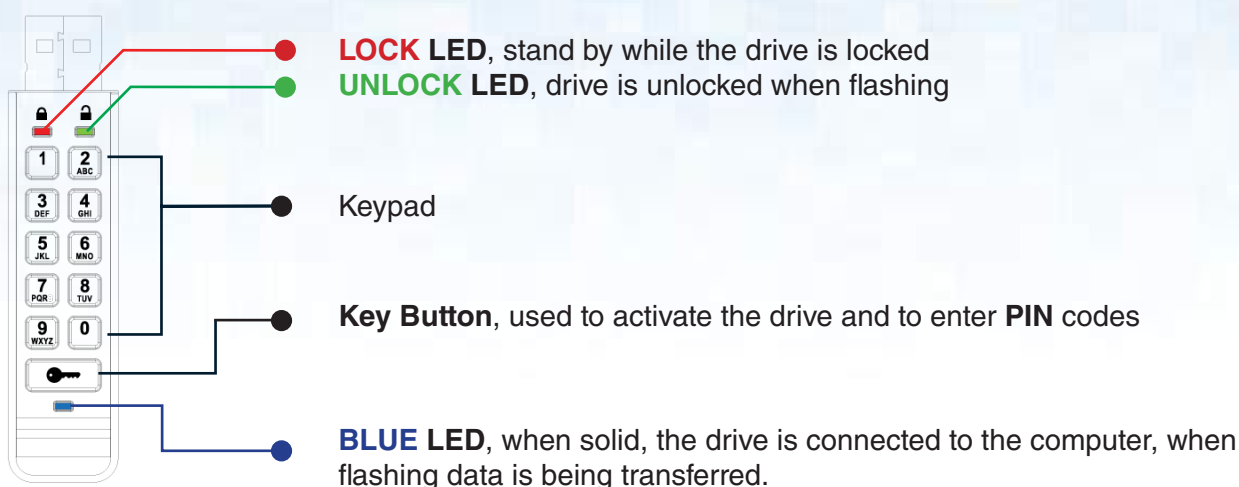 LOCK LED, stand by while the drive is locked
UNLOCK LED, drive is unlocked when flashing
1 2
ABC
Keypad
3 4
DEF GHI
5 6
JKL MNO
7 8
PQR TUV
Key Button, used to activate the drive and to enter PIN codes
9 0
WXYZ
BLUE LED, when solid, the drive is connected to the computer, when
flashing data is being transferred.